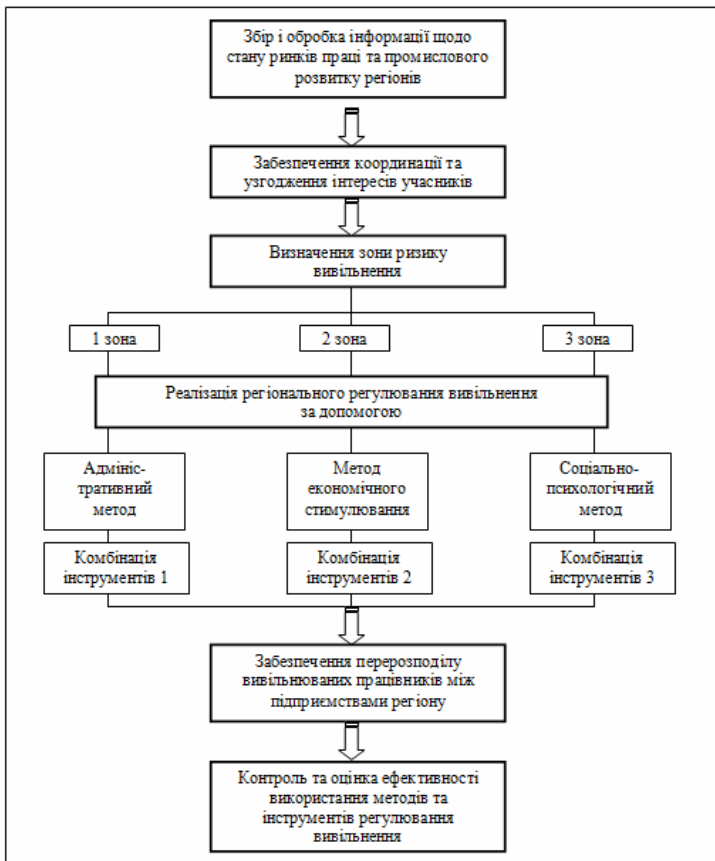 Збір і обробка інформації щодо
стану ринків праці та промислового
розвитку регіонів
Забезпечення координації та
узгодження інтересів учасників
Визначення зони ризику
вивільнення
1 зона
2 зона
3 зона
Реалізація регіонального регулювання вивільнення
за допомогою
Адмініс-
тративний
метод
Метод
економічного
стимулювання
Соціально-
психологічний
метод
Комбінація
інструментів 1
Комбінація
інструментів 2
Комбінація
інструментів 3
Забезпечення перерозподілу
вивільнюваних працівників між
підприємствами регіону
Контроль та оцінка ефективності
використання методів та
інструментів регулювання
вивільнення